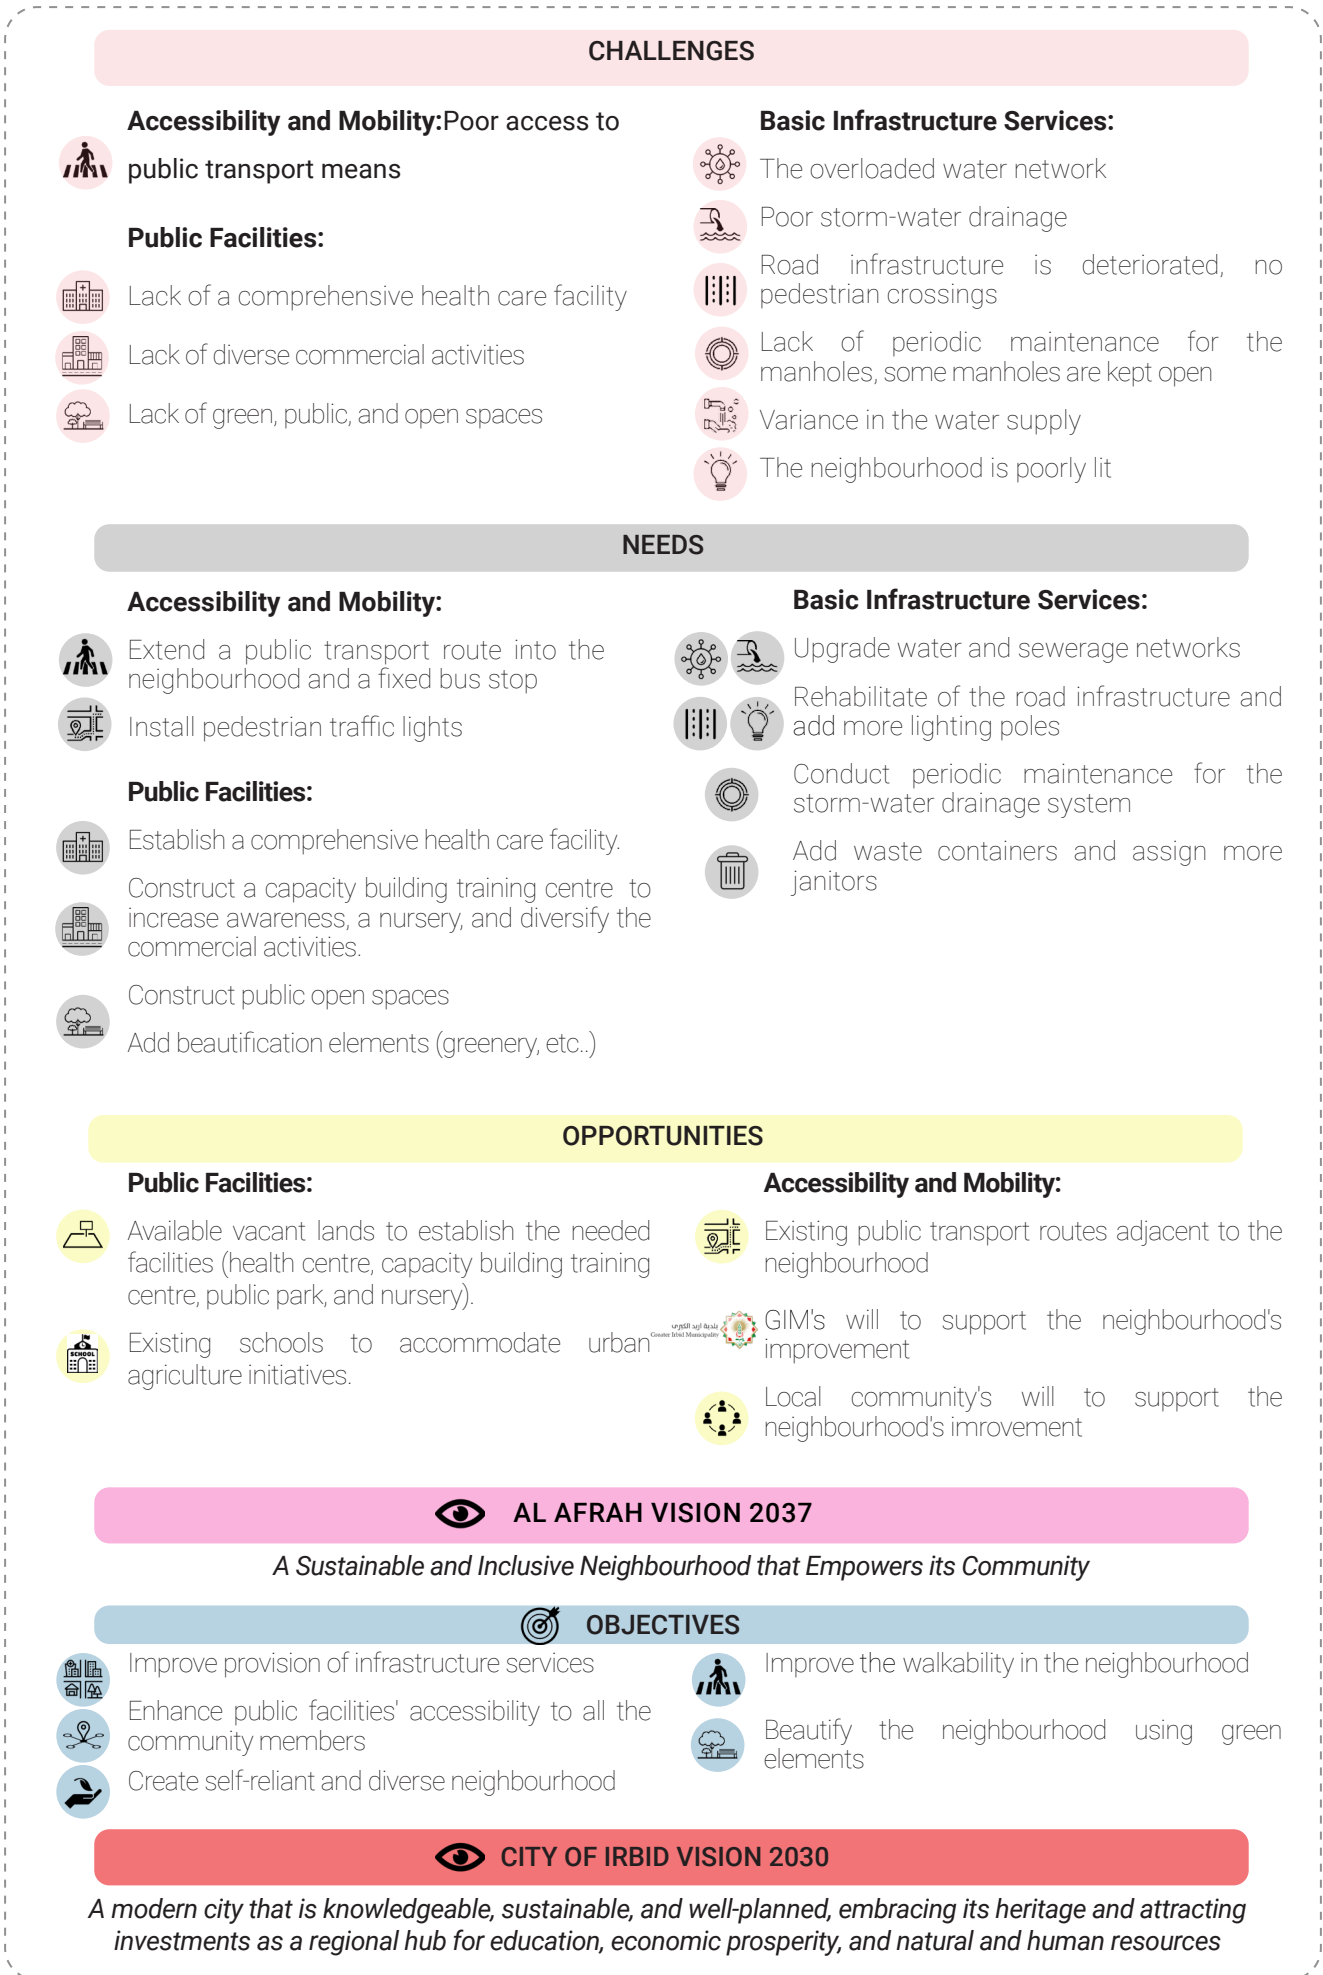 CHALLENGES
Accessibility and Mobility:Poor access to
public transport means
Public Facilities:
Lack of a comprehensive health care facility
Lack of diverse commercial activities
Lack of green, public, and open spaces
Basic Infrastructure Services:
The overloaded water network
Poor storm-water drainage
Road infrastructure is deteriorated, no
pedestrian crossings
Lack of periodic maintenance for the
manholes, some manholes are kept open
Variance in the water supply
The neighbourhood is poorly lit
NEEDS
Accessibility and Mobility:
Extend a public transport route into the
neighbourhood and a fixed bus stop
Install pedestrian traffic lights
Public Facilities:
Establish a comprehensive health care facility.
Construct a capacity building training centre to
increase awareness, a nursery, and diversify the
commercial activities.
Construct public open spaces
Add beautification elements (greenery, etc..)
Basic Infrastructure Services:
Upgrade water and sewerage networks
Rehabilitate of the road infrastructure and
add more lighting poles
Conduct periodic maintenance for the
storm-water drainage system
Add waste containers and assign more
janitors
OPPORTUNITIES
Public Facilities:
Available vacant lands to establish the needed
facilities (health centre, capacity building training
centre, public park, and nursery).
SCHOOL
Existing schools to accommodate urban
agriculture initiatives.
Accessibility and Mobility:
Existing public transport routes adjacent to the
neighbourhood
بلدية اربد الكبرى
Greater Irbid Municipality
GIM's will to support the neighbourhood's
improvement
Local community's will to support the
neighbourhood's imrovement
AL AFRAH VISION 2037
A Sustainable and Inclusive Neighbourhood that Empowers its Community
OBJECTIVES
Improve provision of infrastructure services
Enhance public facilities' accessibility to all the
community members
Create self-reliant and diverse neighbourhood
Improve the walkability in the neighbourhood
Beautify the neighbourhood using green
elements
CITY OF IRBID VISION 2030
A modern city that is knowledgeable, sustainable, and well-planned, embracing its heritage and attracting
investments as a regional hub for education, economic prosperity, and natural and human resources